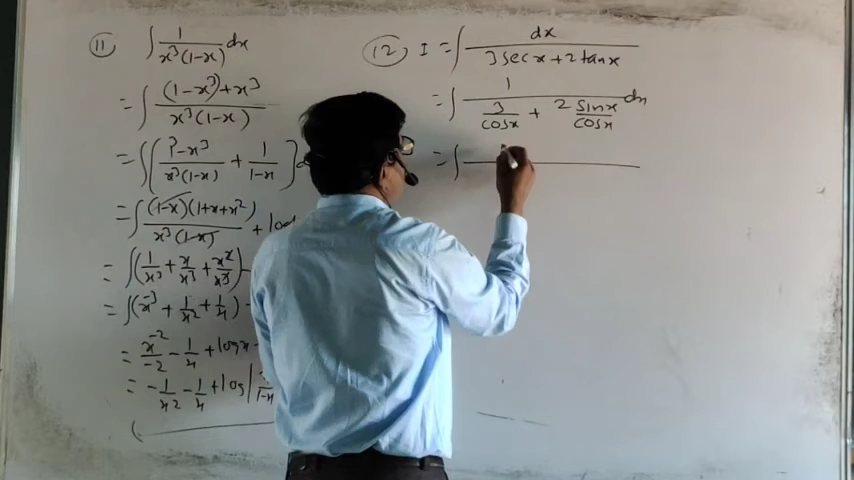 (11) ∫ 1/(x³(1-x)) dx
= ∫ ((1-x³)+x³)/(x³(1-x))
= ∫ [ (1³-x³)/(x³(1-x)) + 1/(1-x) ]
= ∫ ((1-x)(1+x+x²))/(x³(1-x)) + log
= ∫ (1/x³ + x/x³ + x²/x³) -
= ∫ (x⁻³ + 1/x² + 1/x) -
= x⁻²/-2 - 1/x + log x -
= - 1/x² - 1/x + log| /1-x
(12) I = ∫ dx/(3 sec x + 2 tan x)
= ∫ 1/(3/cos x + 2 sin x/cos x) dx
= ∫